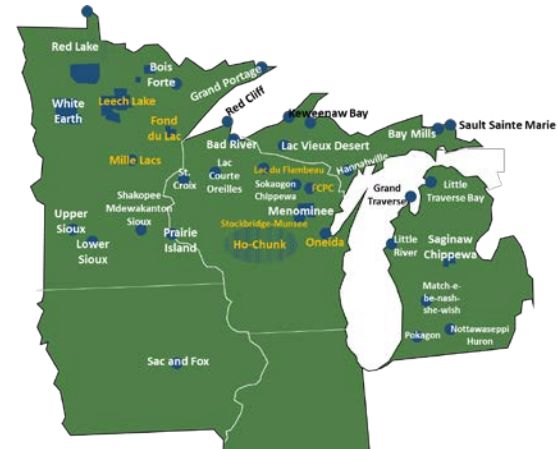 Red Lake
Bois
Forte
Grand Portage
White
Earth
Leech Lake
Fond
du Lac
Red Cliff
Keweenaw Bay
Bad River
Lac Vieux Desert
Bay Mills
Sault Sainte Marie
Mille Lacs
St.
Croix
Lac
Courte
Oreilles
Lac du Flambeau
Sokaogon
Chippewa
FCPC
Hannahville
Menominee
Grand
Traverse
Little
Traverse Bay
Shakopee
Mdewakanton
Sioux
Stockbridge-Munsee
Upper
Sioux
Lower
Sioux
Prairie
Island
Ho-Chunk
Oneida
Little
River
Saginaw
Chippewa
Match-e-
be-nash-
she-wish
Pokagon
Nottawaseppi
Huron
Sac and Fox